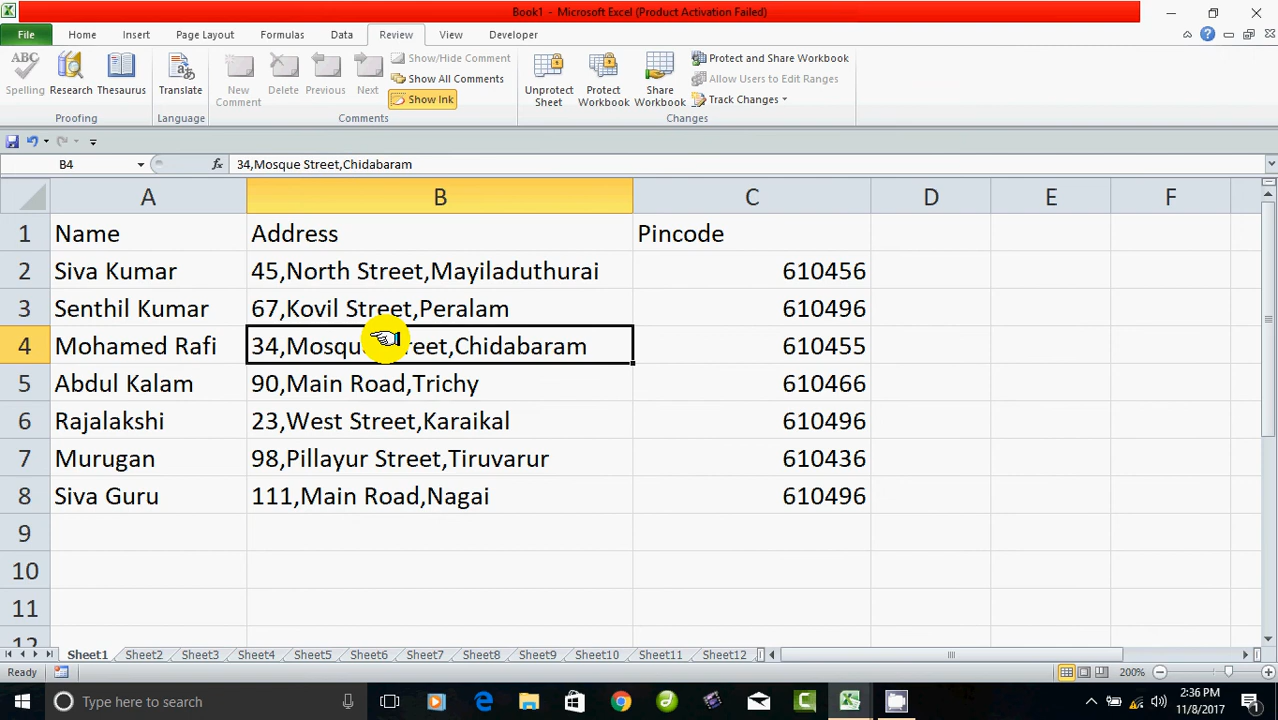 Book1 - Microsoft Excel (Product Activation Failed)
File Home Insert Page Layout Formulas Data Review View Developer
ABC
Spelling Research Thesaurus Translate New Comment Delete Previous Next
Show/Hide Comment
Show All Comments
Show Ink
Unprotect Sheet Protect Workbook Share Workbook
Protect and Share Workbook
Allow Users to Edit Ranges
Track Changes
Proofing Language Comments Changes
B4 fx 34,Mosque Street,Chidabaram
A B C D E F
1 Name Address Pincode
2 Siva Kumar 45,North Street,Mayiladuthurai 610456
3 Senthil Kumar 67,Kovil Street,Peralam 610496
4 Mohamed Rafi 34,Mosque Street,Chidabaram 610455
5 Abdul Kalam 90,Main Road,Trichy 610466
6 Rajalakshi 23,West Street,Karaikal 610496
7 Murugan 98,Pillayur Street,Tiruvarur 610436
8 Siva Guru 111,Main Road,Nagai 610496
9
10
11
12
Sheet1 Sheet2 Sheet3 Sheet4 Sheet5 Sheet6 Sheet7 Sheet8 Sheet9 Sheet10 Sheet11 Sheet12
Ready 200%
Type here to search 2:36 PM
11/8/2017